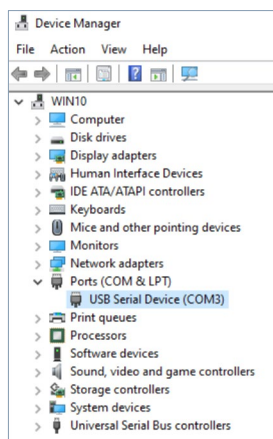 Device Manager
File Action View Help
WIN10
Computer
Disk drives
Display adapters
Human Interface Devices
IDE ATA/ATAPI controllers
Keyboards
Mice and other pointing devices
Monitors
Network adapters
Ports (COM & LPT)
USB Serial Device (COM3)
Print queues
Processors
Software devices
Sound, video and game controllers
Storage controllers
System devices
Universal Serial Bus controllers